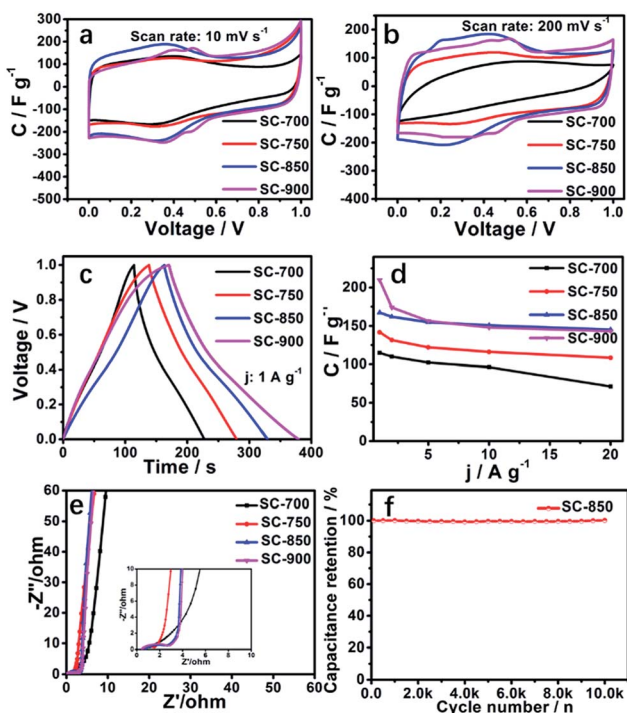 a
Scan rate: 10 mV s⁻¹
C / F g⁻¹
300
200
100
0
-100
-200
-300
-400
-500
SC-700
SC-750
SC-850
SC-900
0.0 0.2 0.4 0.6 0.8 1.0
Voltage / V
b
Scan rate: 200 mV s⁻¹
C / F g⁻¹
300
200
100
0
-100
-200
-300
-400
SC-700
SC-750
SC-850
SC-900
0.0 0.2 0.4 0.6 0.8 1.0
Voltage / V
c
Voltage / V
1.0
0.8
0.6
0.4
0.2
0.0
SC-700
SC-750
SC-850
SC-900
j: 1 A g⁻¹
0 100 200 300 400
Time / s
d
C / F g⁻¹
200
150
100
50
0
SC-700
SC-750
SC-850
SC-900
0 5 10 15 20
j / A g⁻¹
e
-Z''/ohm
60
50
40
30
20
10
0
SC-700
SC-750
SC-850
SC-900
-Z''/ohm
10
8
6
4
2
0
0 2 4 6 8 10
Z'/ohm
0 10 20 30 40 50 60
Z'/ohm
f
SC-850
Capacitance retention / %
120
100
80
60
40
20
0
0.0 2.0k 4.0k 6.0k 8.0k 10.0k
Cycle number / n